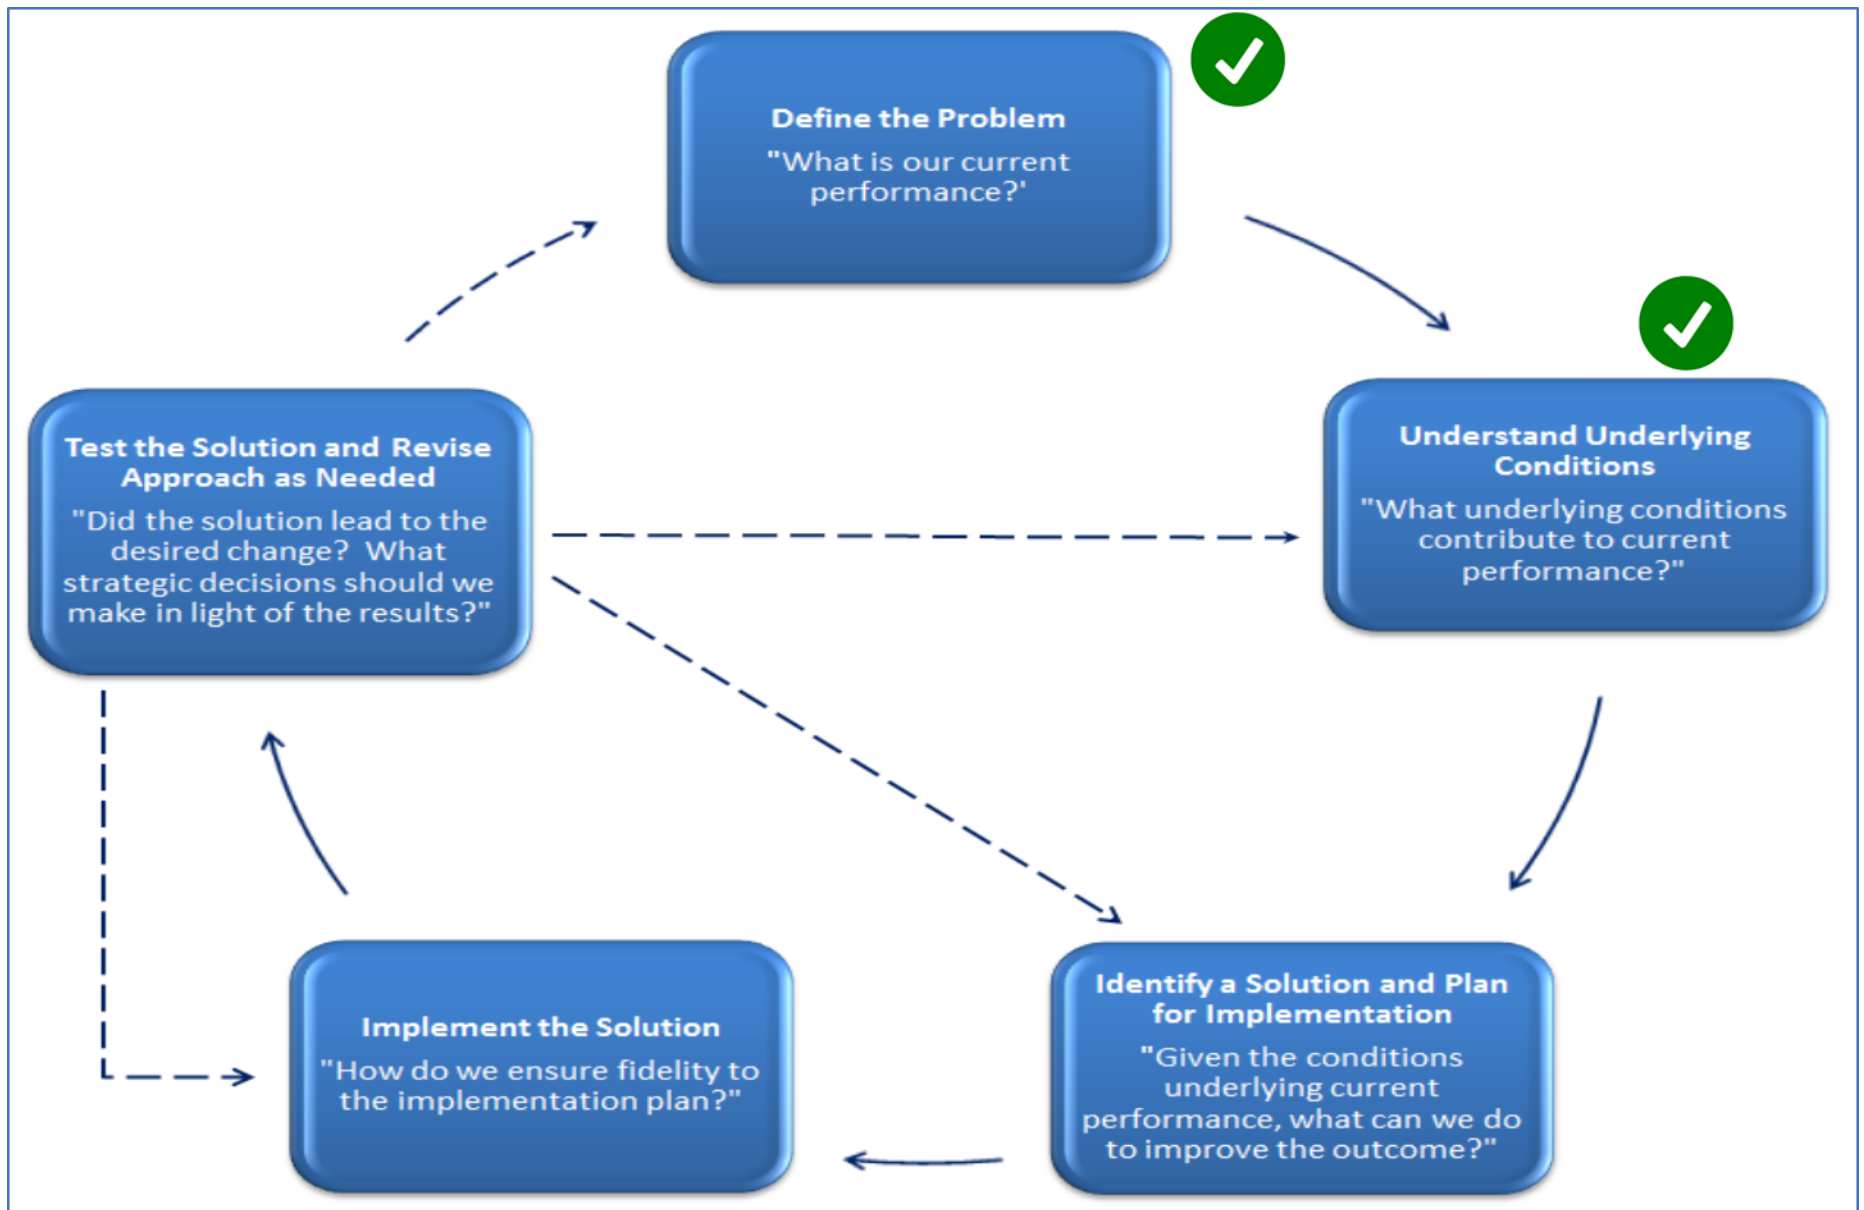 Define the Problem
"What is our current
performance?'
Understand Underlying
Conditions
"What underlying conditions
contribute to current
performance?"
Identify a Solution and Plan
for Implementation
"Given the conditions
underlying current
performance, what can we do
to improve the outcome?"
Implement the Solution
"How do we ensure fidelity to
the implementation plan?"
Test the Solution and Revise
Approach as Needed
"Did the solution lead to the
desired change? What
strategic decisions should we
make in light of the results?"